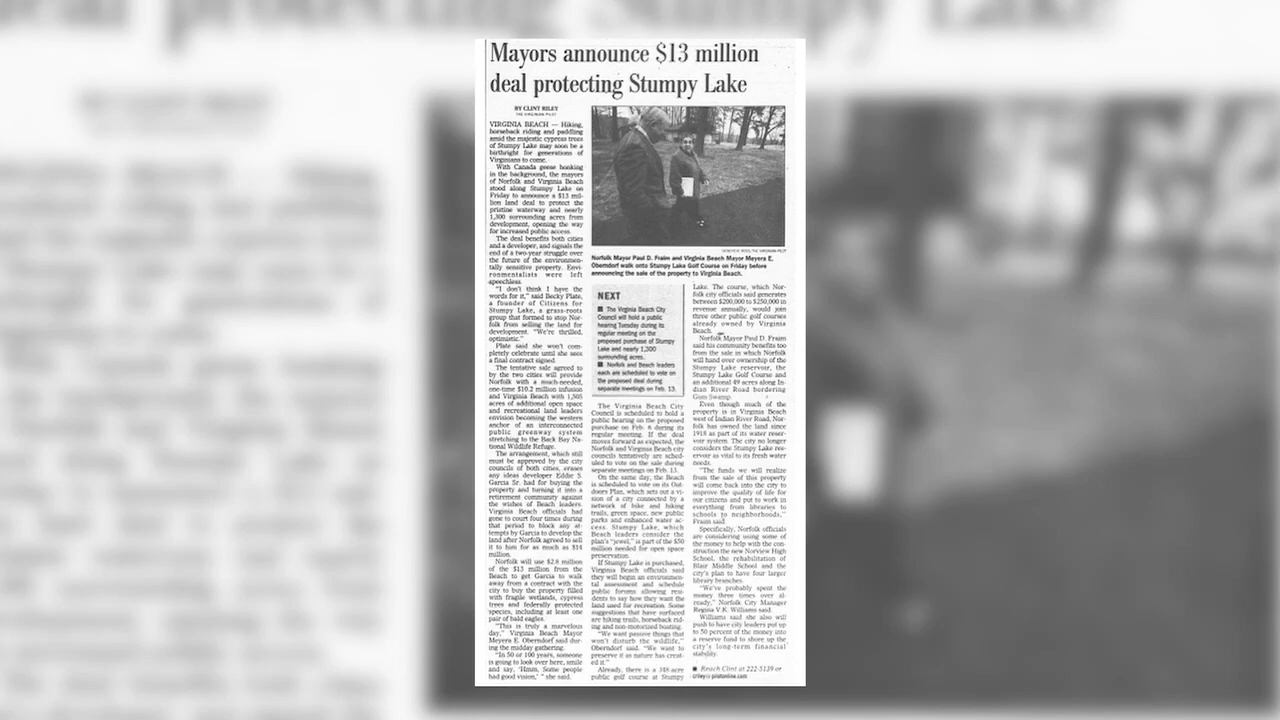 Mayors announce $13 million
deal protecting Stumpy Lake
BY CLINT RILEY
THE VIRGINIAN-PILOT
VIRGINIA BEACH — Hiking,
horseback riding and paddling
amid the majestic cypress trees
of Stumpy Lake may soon be a
birthright for generations of
Virginians to come.
With Canada geese honking
in the background, the mayors
of Norfolk and Virginia Beach
stood along Stumpy Lake on
Friday to announce a $13 mil-
lion land deal to protect the
pristine waterway and nearly
1,300 surrounding acres from
development, opening the way
for increased public access.
The deal benefits both cities
and a developer, and signals the
end of a two-year struggle over
the future of the environmen-
tally sensitive property. Envi-
ronmentalists were left
speechless.
"I don't think I have the
words for it," said Becky Plate,
a founder of Citizens for
Stumpy Lake, a grass-roots
group that formed to stop Nor-
folk from selling the land for
development. "We're thrilled,
optimistic."
Plate said she won't com-
pletely celebrate until she sees
a final contract signed.
The tentative sale agreed to
by the two cities will provide
Norfolk with a much-needed,
one-time $10.2 million infusion
and Virginia Beach with 1,505
acres of additional open space
and recreational land leaders
envision becoming the western
anchor of an interconnected
public greenway system
stretching to the Back Bay Na-
tional Wildlife Refuge.
The arrangement, which still
must be approved by the city
councils of both cities, erases
any ideas developer Eddie S.
Garcia Sr. had for buying the
property and turning it into a
retirement community against
the wishes of Beach leaders.
Virginia Beach officials had
gone to court four times during
that period to block any at-
tempts by Garcia to develop the
land after Norfolk agreed to sell
it to him for as much as $14
million.
Norfolk will use $2.8 million
of the $13 million from the
Beach to get Garcia to walk
away from a contract with the
city to buy the property filled
with fragile wetlands, cypress
trees and federally protected
species, including at least one
pair of bald eagles.
"This is truly a marvelous
day," Virginia Beach Mayor
Meyera E. Oberndorf said dur-
ing the midday gathering.
"In 50 or 100 years, someone
is going to look over here, smile
and say, 'Hmm, Some people
had good vision,' " she said.
THE VIRGINIAN-PILOT
Norfolk Mayor Paul D. Fraim and Virginia Beach Mayor Meyera E.
Oberndorf walk onto Stumpy Lake Golf Course on Friday before
announcing the sale of the property to Virginia Beach.
NEXT
■ The Virginia Beach City
Council will hold a public
hearing Tuesday during its
regular meeting on the
proposed purchase of Stumpy
Lake and nearly 1,300
surrounding acres.
■ Norfolk and Beach leaders
each are scheduled to vote on
the proposed deal during
separate meetings on Feb. 13.
The Virginia Beach City
Council is scheduled to hold a
public hearing on the proposed
purchase on Feb. 6 during its
regular meeting. If the deal
moves forward as expected, the
Norfolk and Virginia Beach city
councils tentatively are sched-
uled to vote on the sale during
separate meetings on Feb. 13.
On the same day, the Beach
is scheduled to vote on its Out-
doors Plan, which sets out a vi-
sion of a city connected by a
network of bike and hiking
trails, green space, new public
parks and enhanced water ac-
cess. Stumpy Lake, which
Beach leaders consider the
plan's "jewel," is part of the $50
million needed for open space
preservation.
If Stumpy Lake is purchased,
Virginia Beach officials said
they will begin an environmen-
tal assessment and schedule
public forums allowing resi-
dents to say how they want the
land used for recreation. Some
suggestions that have surfaced
are hiking trails, horseback rid-
ing and non-motorized boating.
"We want passive things that
won't disturb the wildlife,"
Oberndorf said. "We want to
preserve it as nature has creat-
ed it."
Already, there is a 318-acre
public golf course at Stumpy
Lake. The course, which Nor-
folk city officials said generates
between $200,000 to $250,000 in
revenue annually, would join
three other public golf courses
already owned by Virginia
Beach.
Norfolk Mayor Paul D. Fraim
said his community benefits too
from the sale in which Norfolk
will hand over ownership of the
Stumpy Lake reservoir, the
Stumpy Lake Golf Course and
an additional 49 acres along In-
dian River Road bordering
Gum Swamp.
Even though much of the
property is in Virginia Beach
west of Indian River Road, Nor-
folk has owned the land since
1918 as part of its water reser-
voir system. The city no longer
considers the Stumpy Lake res-
ervoir as vital to its fresh water
needs.
"The funds we will realize
from the sale of this property
will come back into the city to
improve the quality of life for
our citizens and put to work in
everything from libraries to
schools to neighborhoods,"
Fraim said.
Specifically, Norfolk officials
are considering using some of
the money to help with the con-
struction the new Norview High
School, the rehabilitation of
Blair Middle School and the
city's plan to have four larger
library branches.
"We've probably spent the
money three times over al-
ready," Norfolk City Manager
Regina V.K. Williams said.
Williams said she also will
push to have city leaders put up
to 50 percent of the money into
a reserve fund to shore up the
city's long-term financial
stability.
■ Reach Clint at 222-5139 or
criley@pilotonline.com